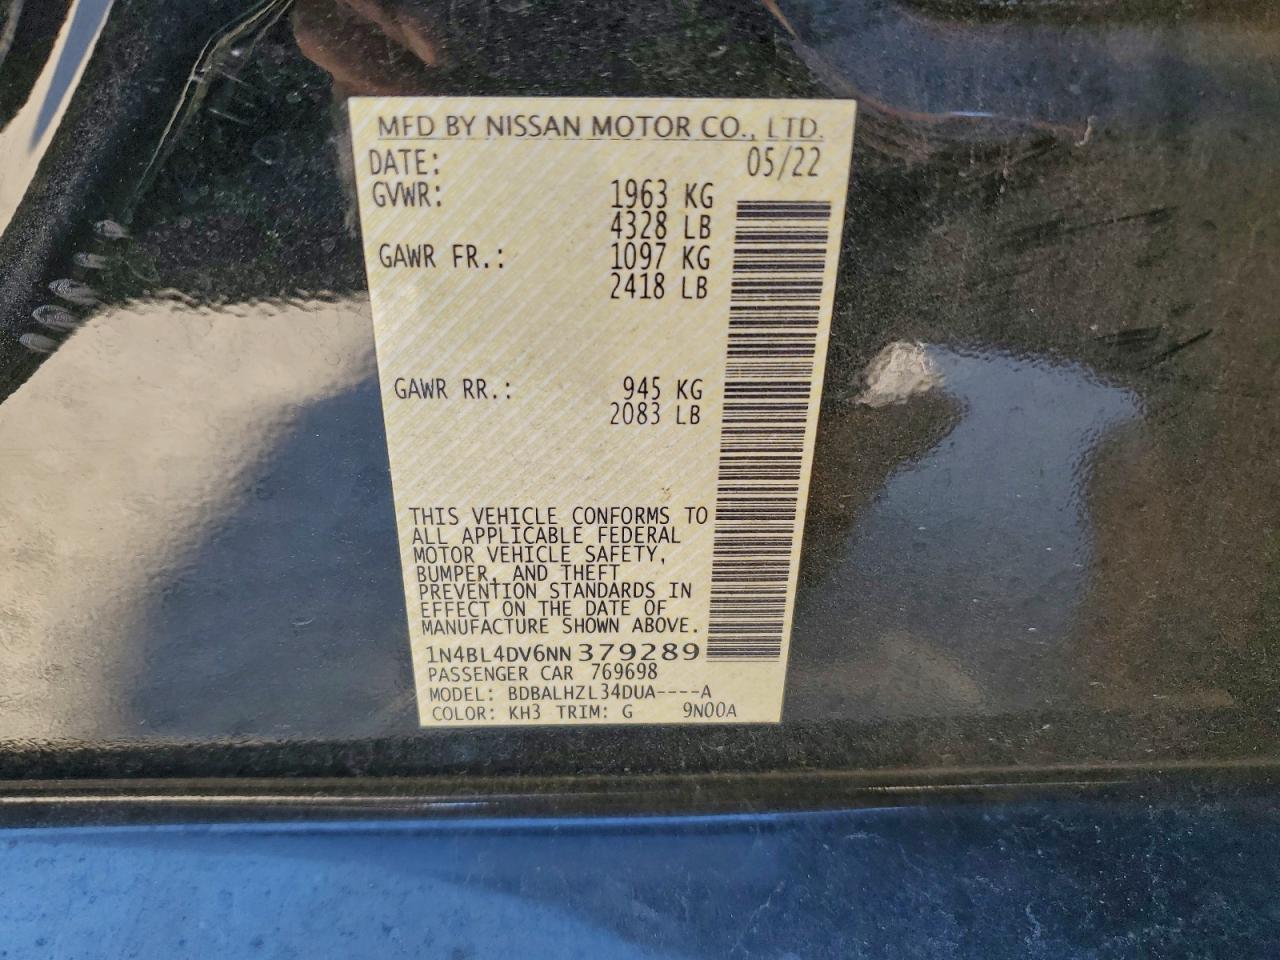 MFD BY NISSAN MOTOR CO., LTD.
DATE: 05/22
GVWR: 1963 KG
4328 LB
GAWR FR.: 1097 KG
2418 LB
GAWR RR.: 945 KG
2083 LB
THIS VEHICLE CONFORMS TO
ALL APPLICABLE FEDERAL
MOTOR VEHICLE SAFETY,
BUMPER, AND THEFT
PREVENTION STANDARDS IN
EFFECT ON THE DATE OF
MANUFACTURE SHOWN ABOVE.
1N4BL4DV6NN379289
PASSENGER CAR 769698
MODEL: BDBALHZL34DUA----A
COLOR: KH3 TRIM: G 9N00A